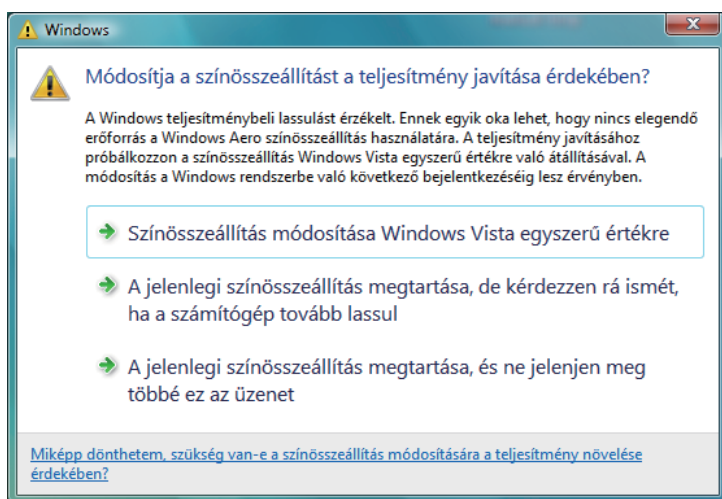 Windows
Módosítja a színösszeállítást a teljesítmény javítása érdekében?
A Windows teljesítménybeli lassulást érzékelt. Ennek egyik oka lehet, hogy nincs elegendő
erőforrás a Windows Aero színösszeállítás használatára. A teljesítmény javításához
próbálkozzon a színösszeállítás Windows Vista egyszerű értékre való átállításával. A
módosítás a Windows rendszerbe való következő bejelentkezéséig lesz érvényben.
Színösszeállítás módosítása Windows Vista egyszerű értékre
A jelenlegi színösszeállítás megtartása, de kérdezzen rá ismét,
ha a számítógép tovább lassul
A jelenlegi színösszeállítás megtartása, és ne jelenjen meg
többé ez az üzenet
Miképp dönthetem, szükség van-e a színösszeállítás módosítására a teljesítmény növelése
érdekében?